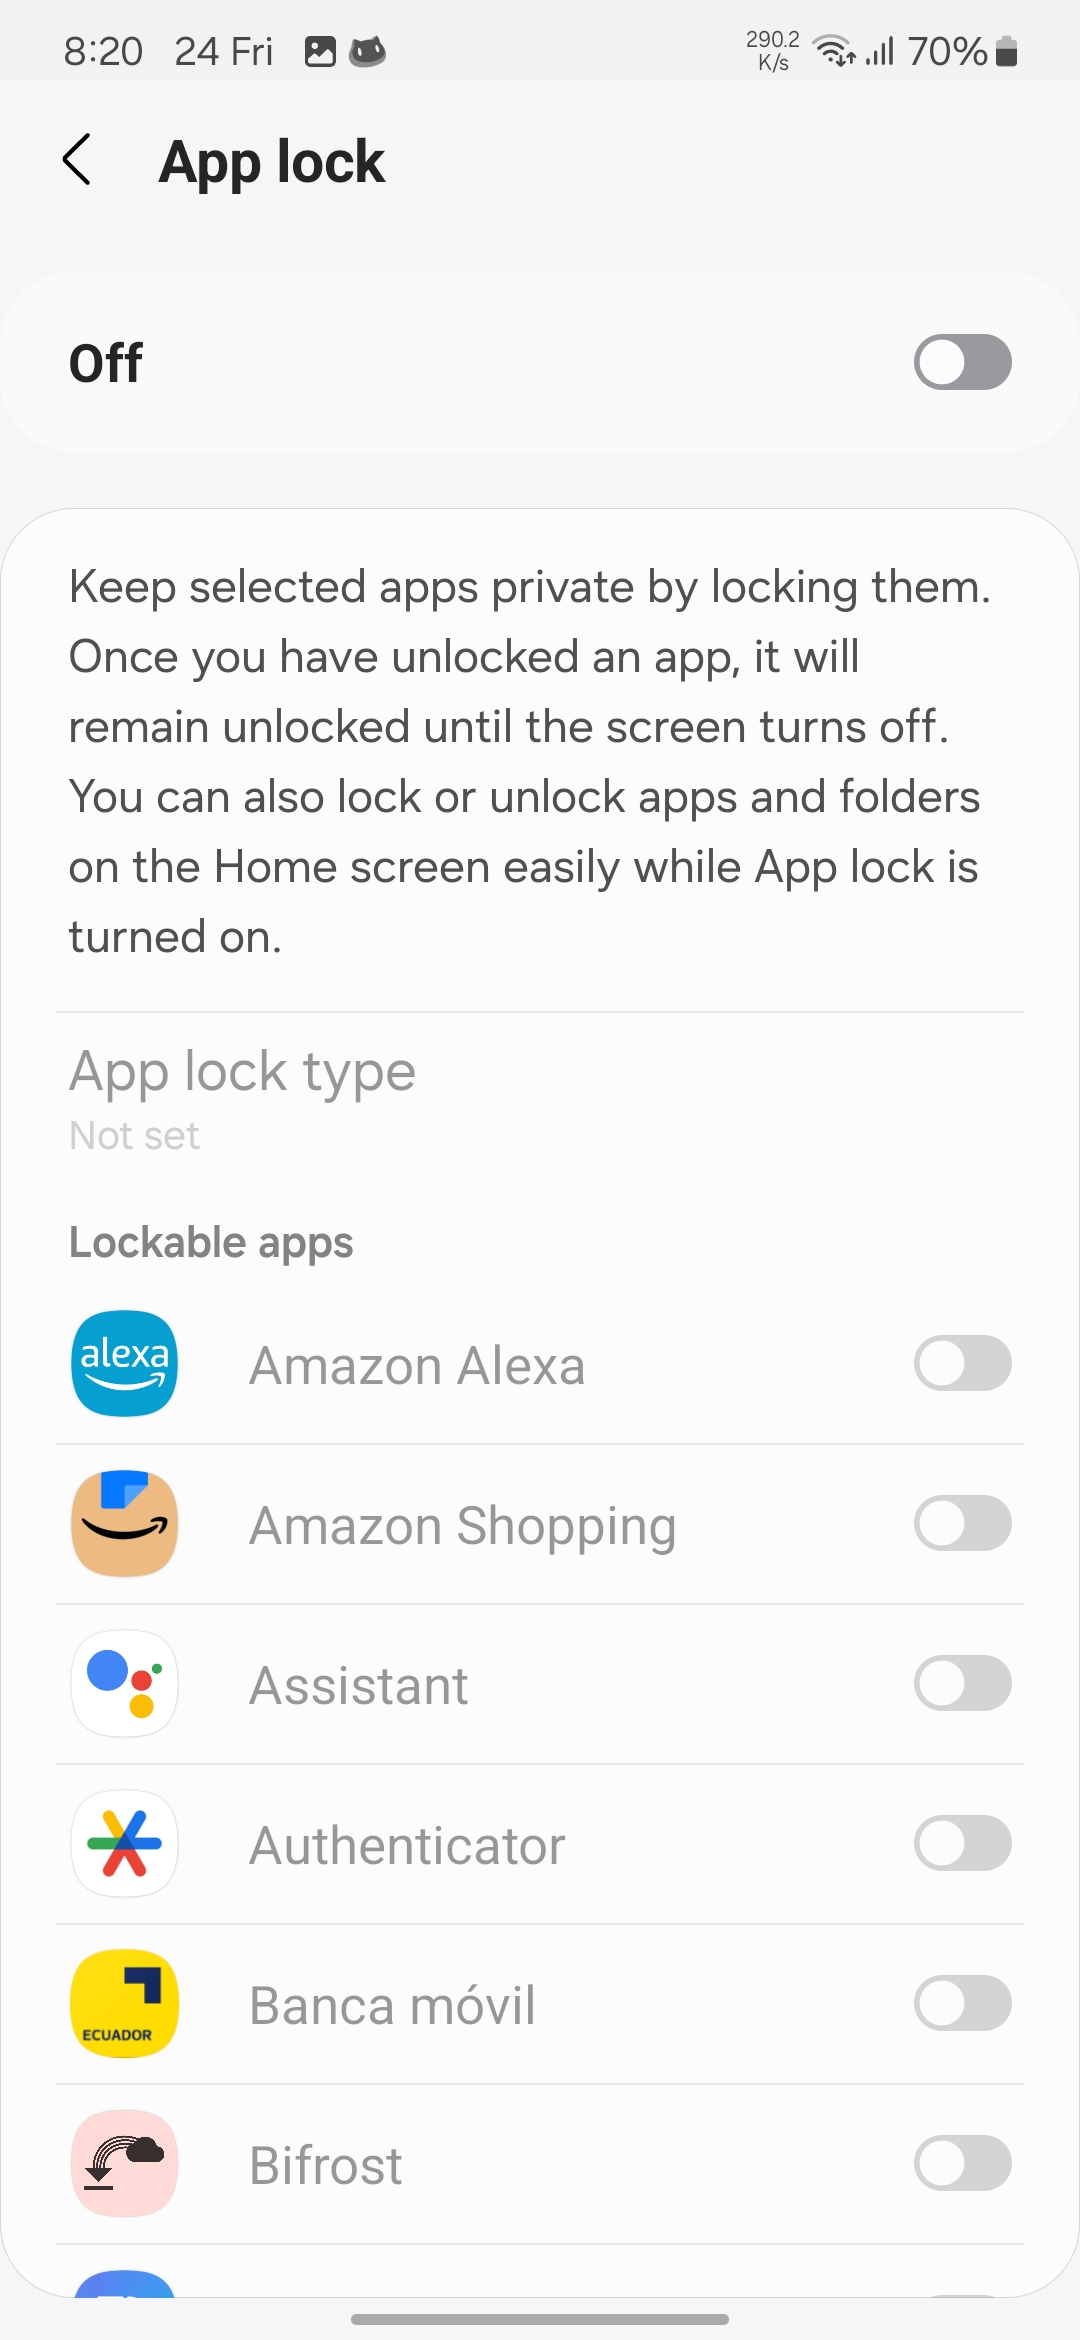 8:20 24 Fri 290.2 K/s 70%
App lock
Off
Keep selected apps private by locking them.
Once you have unlocked an app, it will
remain unlocked until the screen turns off.
You can also lock or unlock apps and folders
on the Home screen easily while App lock is
turned on.
App lock type
Not set
Lockable apps
alexa Amazon Alexa
Amazon Shopping
Assistant
Authenticator
ECUADOR Banca móvil
Bifrost